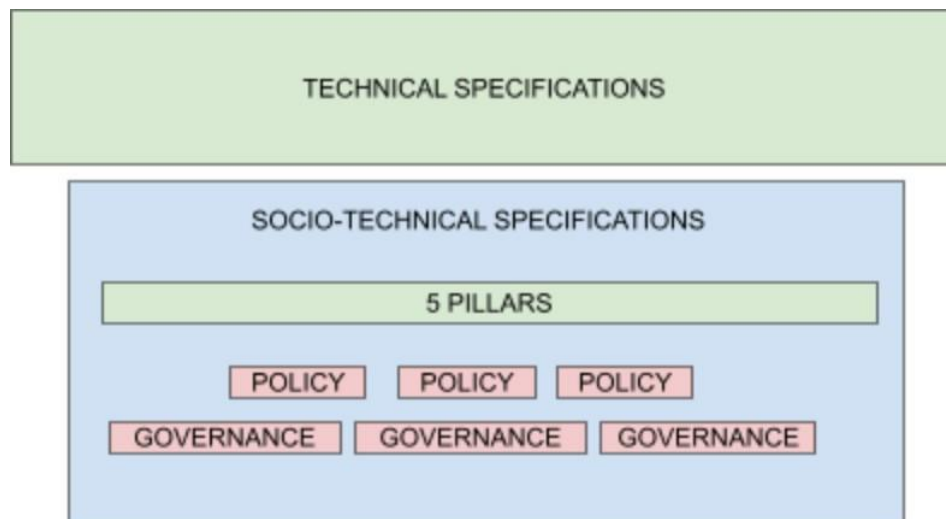 TECHNICAL SPECIFICATIONS
SOCIO-TECHNICAL SPECIFICATIONS
5 PILLARS
POLICY POLICY POLICY
GOVERNANCE GOVERNANCE GOVERNANCE